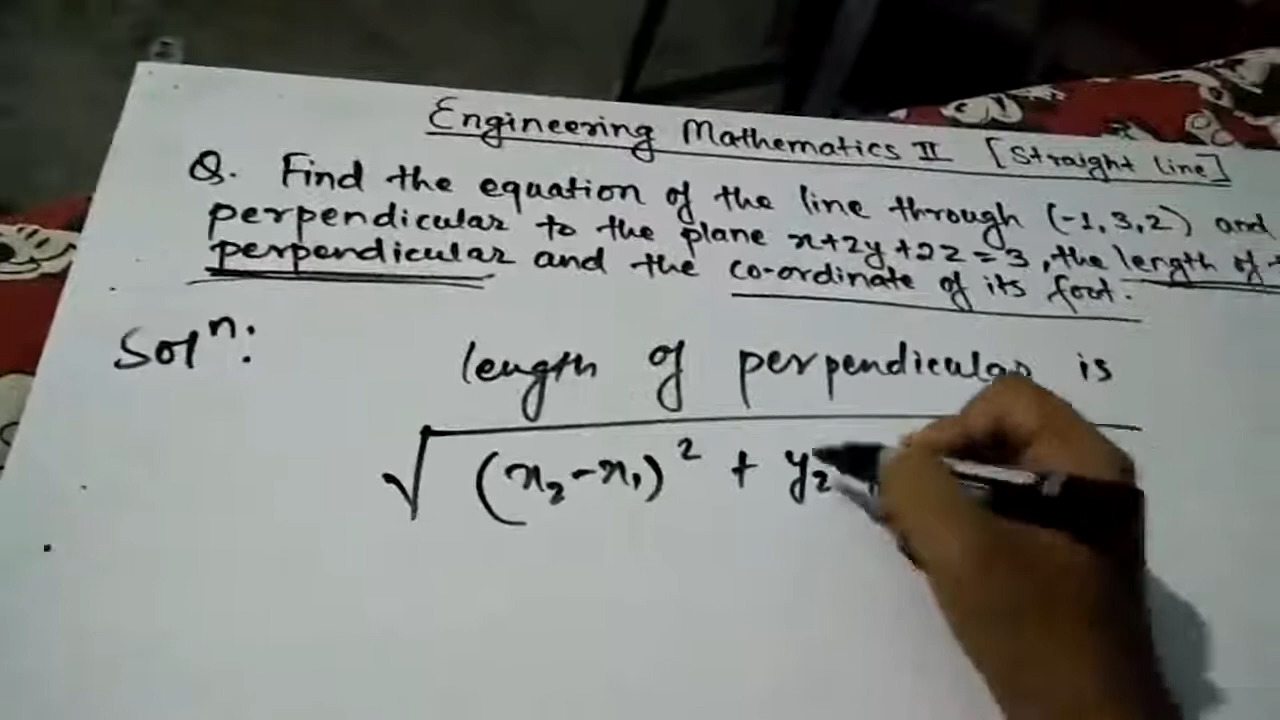 Engineering Mathematics II [Straight line]
Q. Find the equation of the line through (-1, 3, 2) and
perpendicular to the plane x+2y+2z=3, the length of
perpendicular and the co-ordinate of its foot.
Solⁿ: length of perpendicular is
√(x₂-x₁)² + y₂